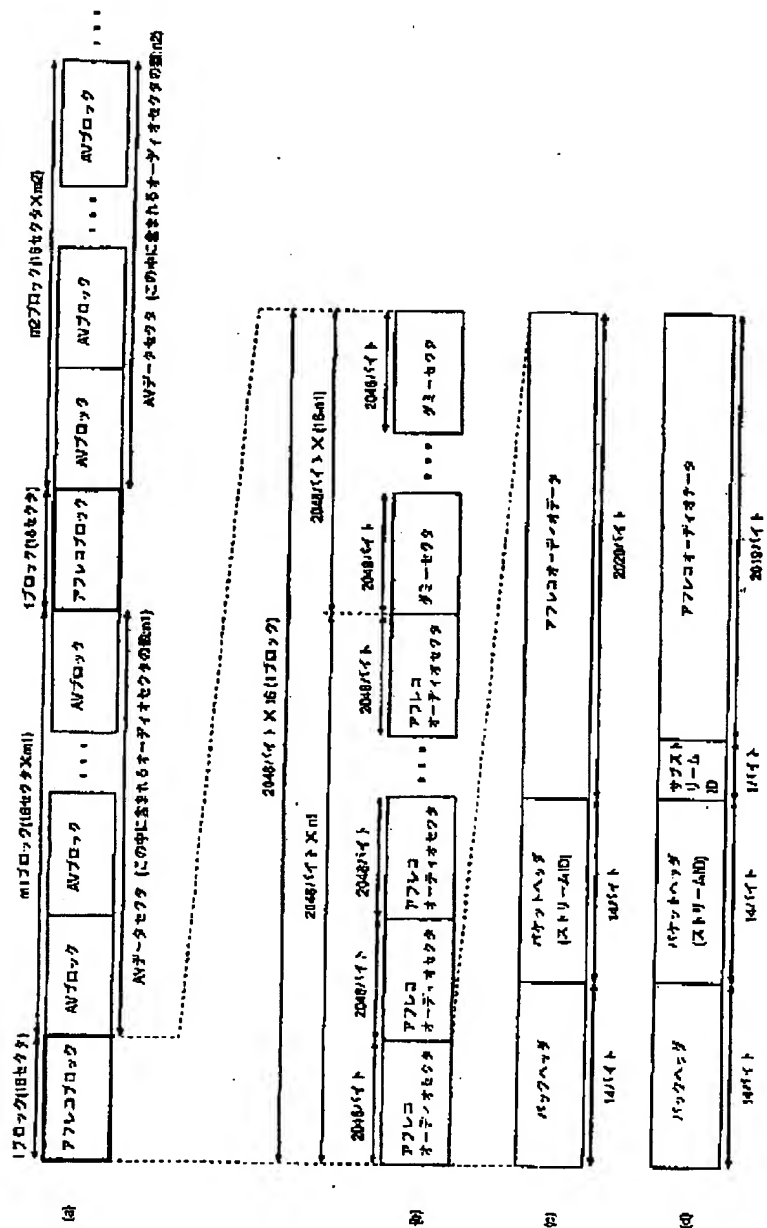 (a)
1ブロック(16セクタ)
m1ブロック(16セクタ×m1)
1ブロック(16セクタ)
m2ブロック(16セクタ×m2)
アフレコブロック
AVブロック
AVブロック
AVブロック
アフレコブロック
AVブロック
AVブロック
AVブロック
AVデータセクタ (この中に含まれるオーディオセクタの数:n1)
AVデータセクタ (この中に含まれるオーディオセクタの数:n2)
2048バイト×16(1ブロック)
2048バイト×n1
2048バイト×(16-n1)
(b)
2048バイト
2048バイト
2048バイト
2048バイト
2048バイト
2048バイト
アフレコ
オーディオセクタ
アフレコ
オーディオセクタ
アフレコ
オーディオセクタ
アフレコ
オーディオセクタ
ダミーセクタ
ダミーセクタ
(c)
パックヘッダ
パケットヘッダ
(ストリームID)
アフレコオーディオデータ
14バイト
14バイト
2020バイト
(d)
パックヘッダ
パケットヘッダ
(ストリームID)
サブスト
リーム
ID
アフレコオーディオデータ
14バイト
14バイト
1バイト
2019バイト